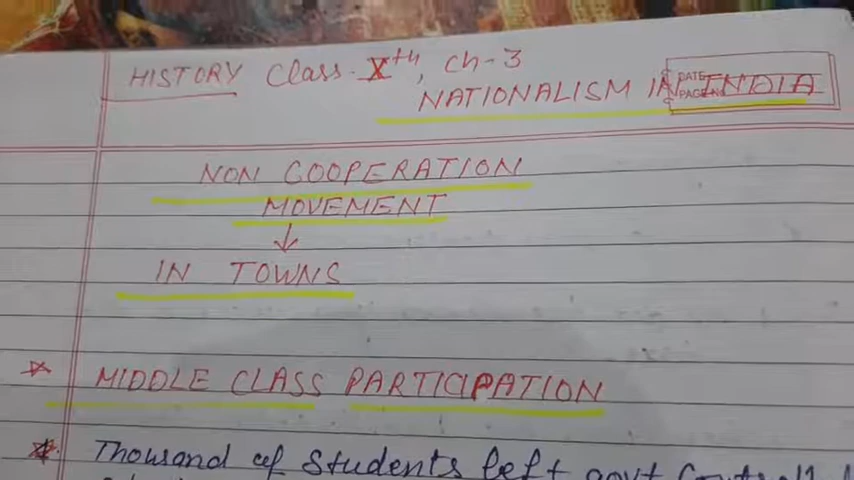 HISTORY Class-Xth, ch-3
NATIONALISM IN INDIA
DATE
NON COOPERATION
MOVEMENT
↓
IN TOWNS
MIDDLE CLASS PARTICIPATION
Thousand of Students left govt